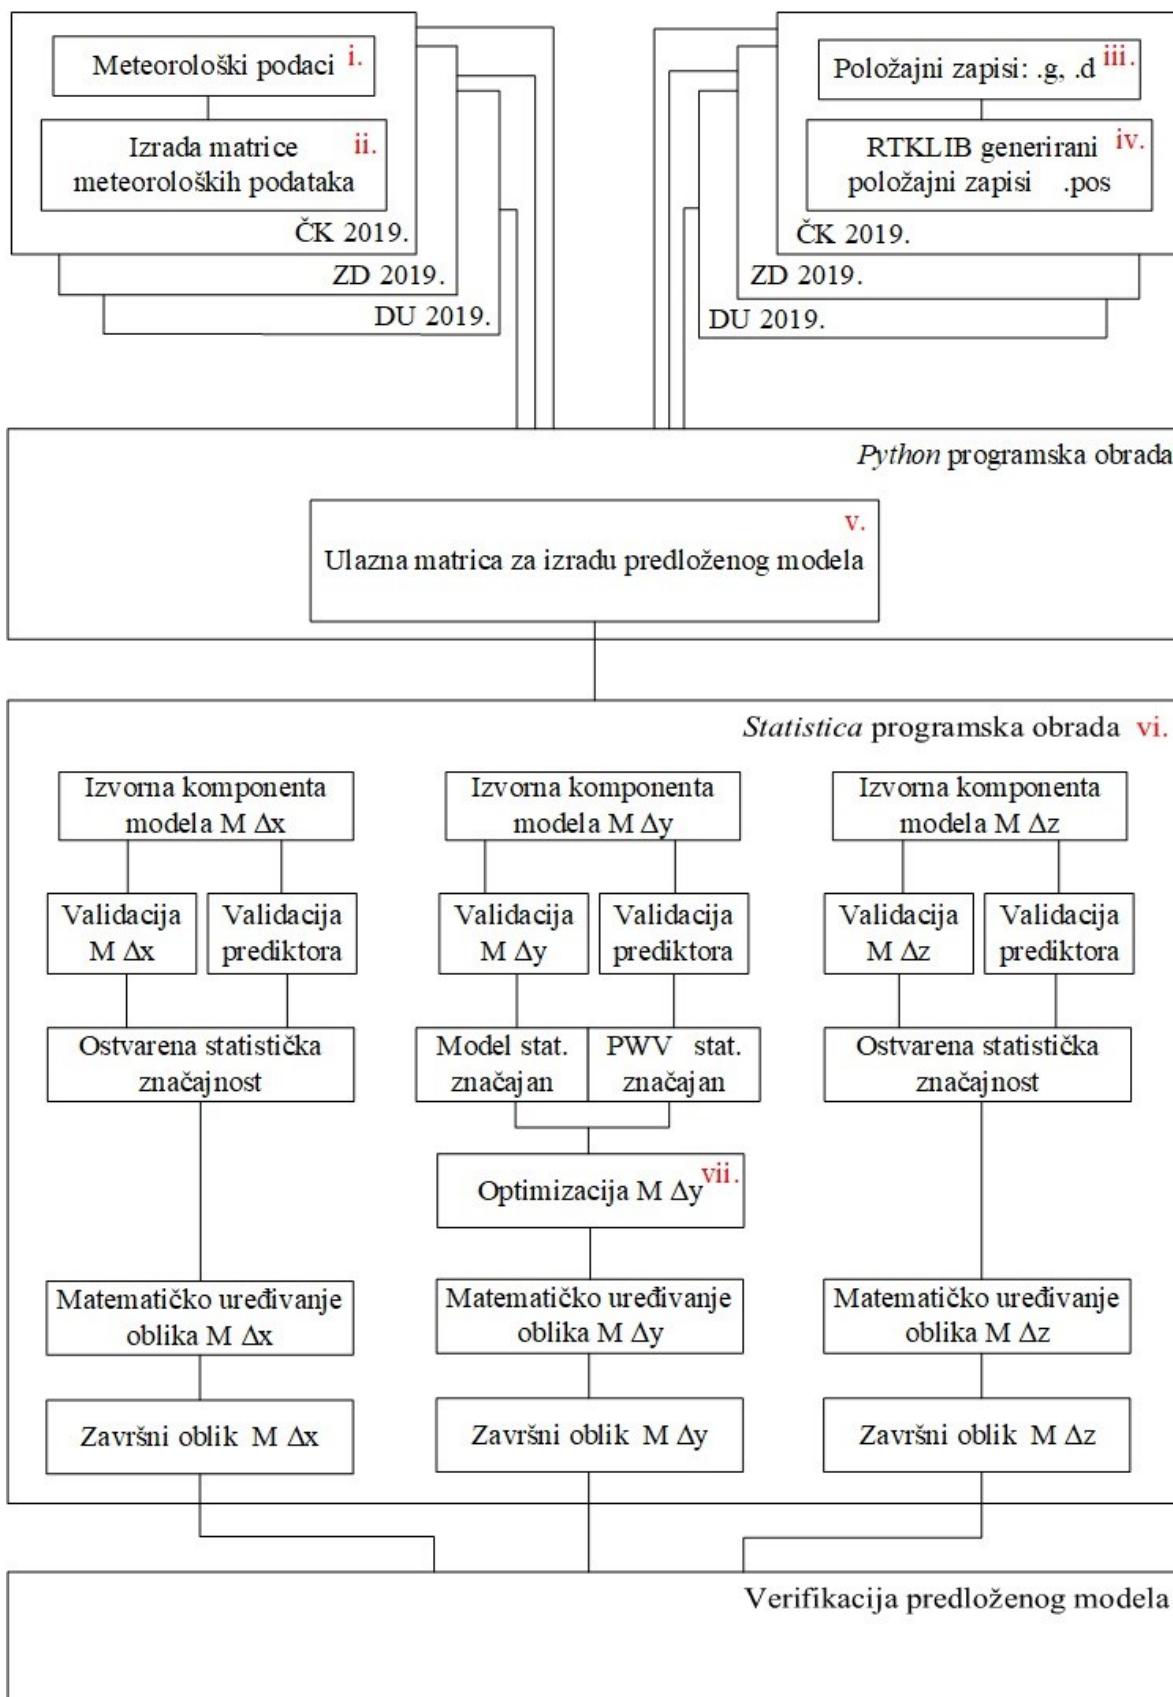 Meteorološki podaci i.
Izrada matrice ii.
meteoroloških podataka
ČK 2019.
ZD 2019.
DU 2019.
Položajni zapisi: .g, .d iii.
RTKLIB generirani iv.
položajni zapisi .pos
ČK 2019.
ZD 2019.
DU 2019.
Python programska obrada
v.
Ulazna matrica za izradu predloženog modela
Statistica programska obrada vi.
Izvorna komponenta
modela M Δx
Validacija
M Δx
Validacija
prediktora
Ostvarena statistička
značajnost
Matematičko uređivanje
oblika M Δx
Završni oblik M Δx
Izvorna komponenta
modela M Δy
Validacija
M Δy
Validacija
prediktora
Model stat.
značajan
PWV stat.
značajan
Optimizacija M Δy vii.
Matematičko uređivanje
oblika M Δy
Završni oblik M Δy
Izvorna komponenta
modela M Δz
Validacija
M Δz
Validacija
prediktora
Ostvarena statistička
značajnost
Matematičko uređivanje
oblika M Δz
Završni oblik M Δz
Verifikacija predloženog modela